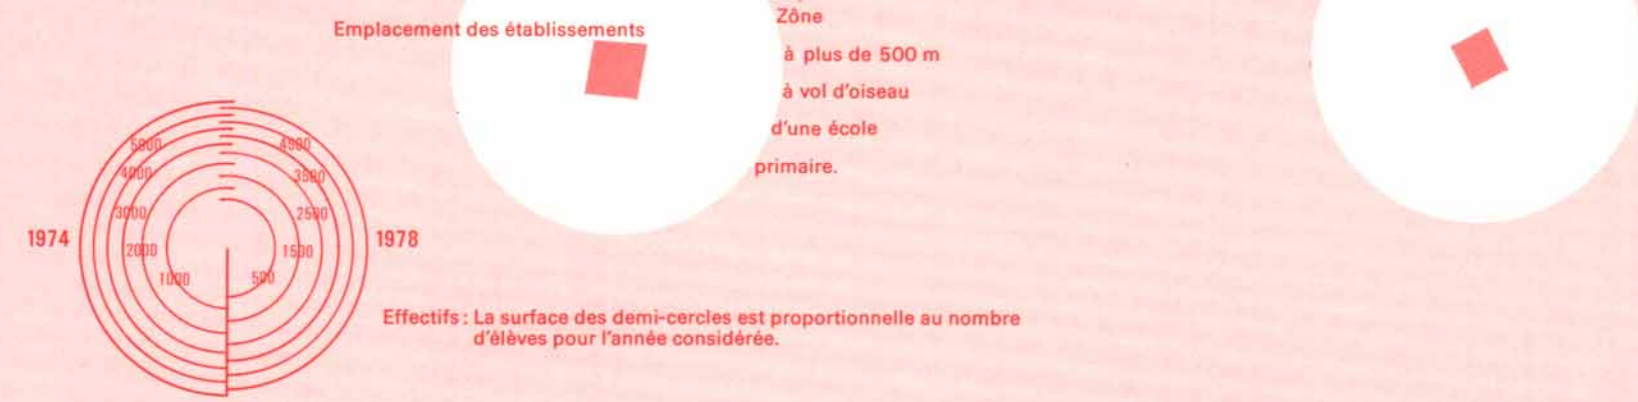 Emplacement des établissements
Zône
à plus de 500 m
à vol d'oiseau
d'une école
primaire.
1974
5000
4000
3000
2000
1000
4500
3500
2500
1500
500
1978
Effectifs : La surface des demi-cercles est proportionnelle au nombre
d'élèves pour l'année considérée.